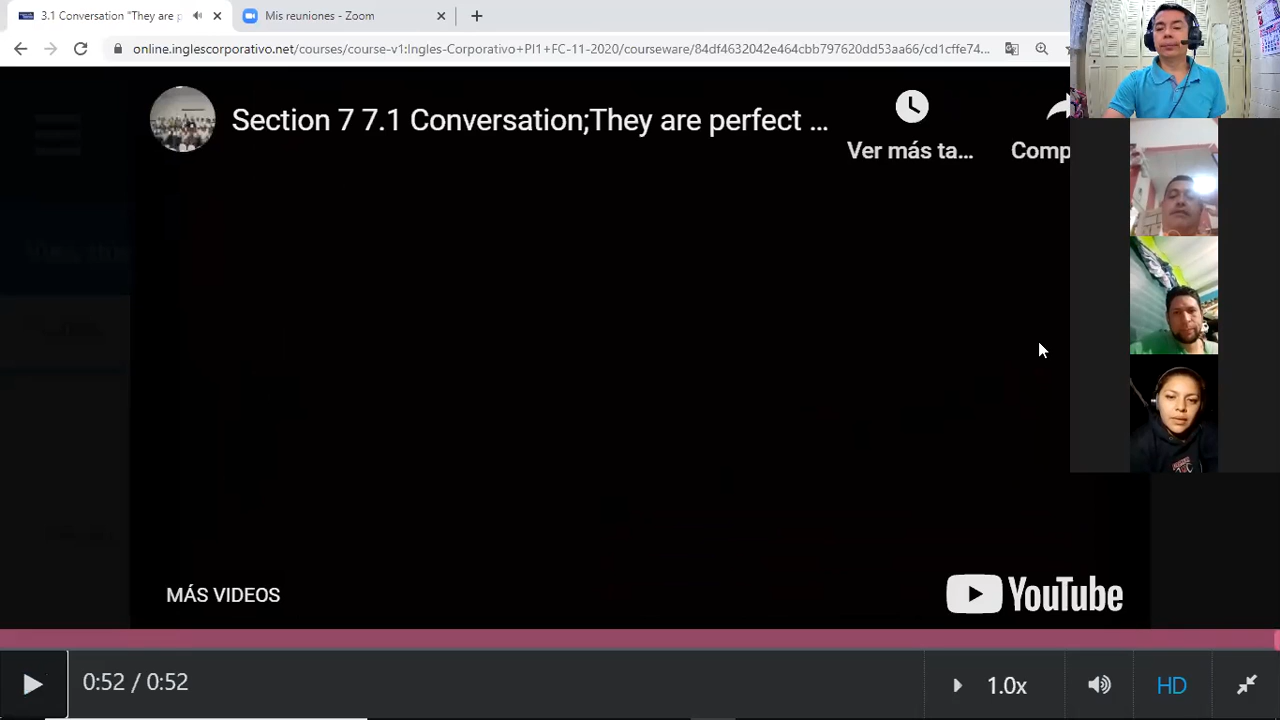 3.1 Conversation "They are p
Mis reuniones - Zoom
online.inglescorporativo.net/courses/course-v1:Ingles-Corporativo+PI1+FC-11-2020/courseware/84df4632042e464cbb797620dd53aa6b/cd1cffe74...
Section 7 7.1 Conversation;They are perfect ...
Ver más ta...
Comp
MÁS VIDEOS
YouTube
0:52 / 0:52
1.0x
HD